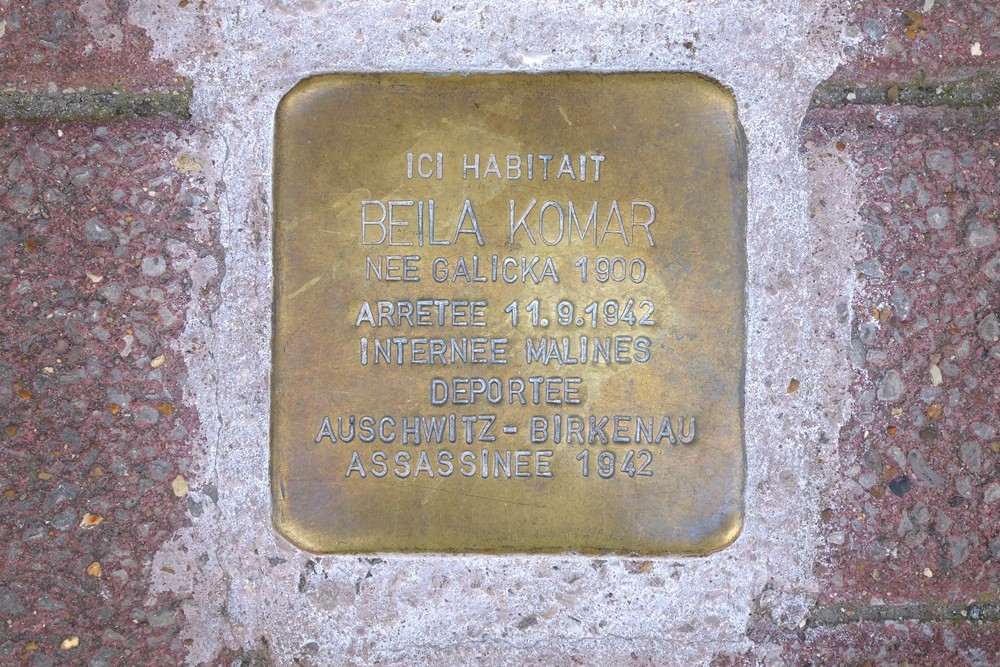 ICI HABITAIT
BEILA KOMAR
NEE GALICKA 1900
ARRETEE 11.9.1942
INTERNEE MALINES
DEPORTEE
AUSCHWITZ - BIRKENAU
ASSASSINEE 1942